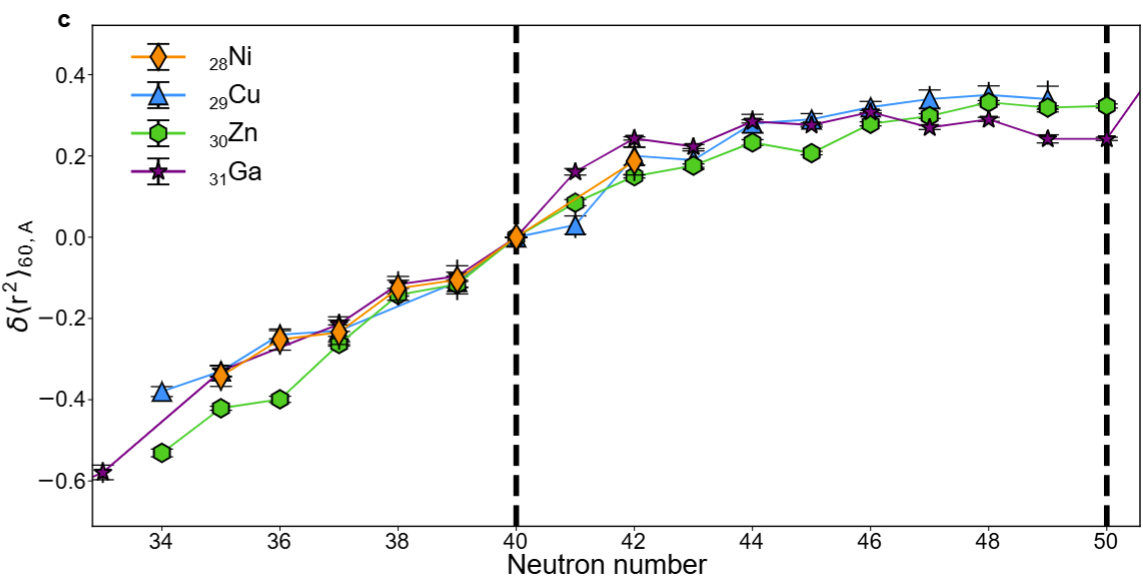 c
₂₈Ni
₂₉Cu
₃₀Zn
₃₁Ga
0.4
0.2
0.0
−0.2
−0.4
−0.6
δ⟨r²⟩₆₀,A
34 36 38 40 42 44 46 48 50
Neutron number